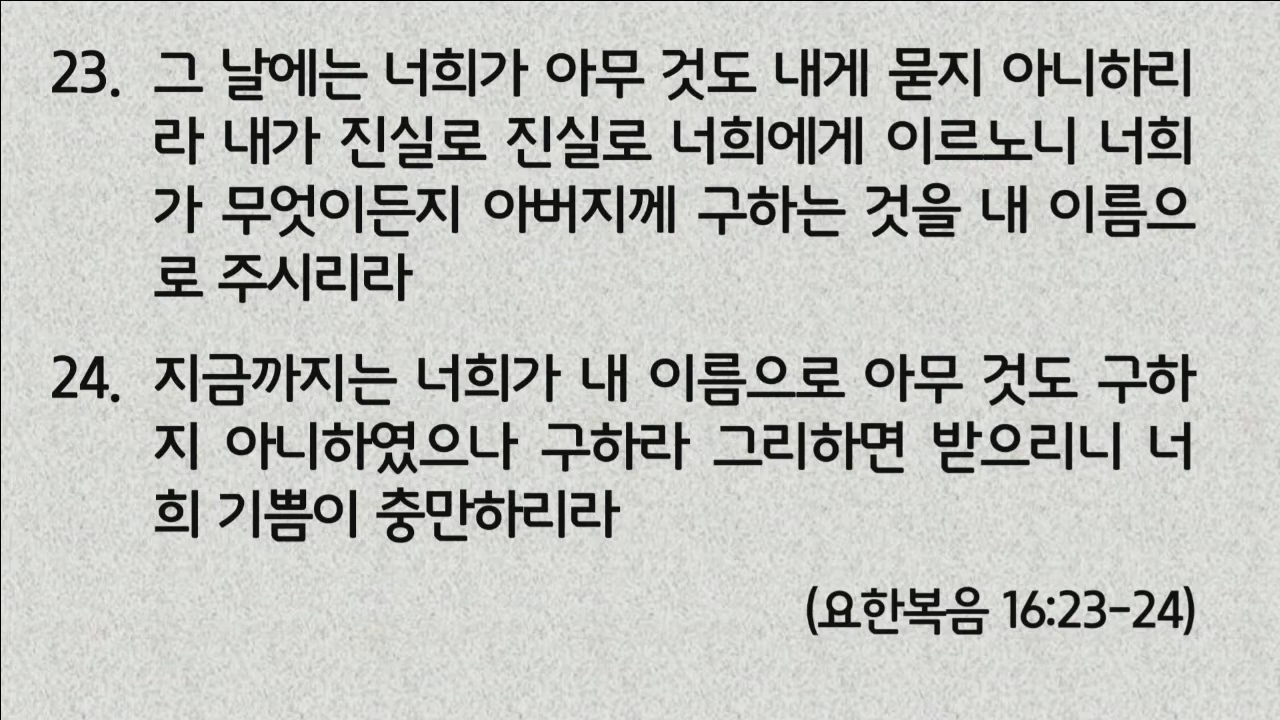 23. 그 날에는 너희가 아무 것도 내게 묻지 아니하리
라 내가 진실로 진실로 너희에게 이르노니 너희
가 무엇이든지 아버지께 구하는 것을 내 이름으
로 주시리라
24. 지금까지는 너희가 내 이름으로 아무 것도 구하
지 아니하였으나 구하라 그리하면 받으리니 너
희 기쁨이 충만하리라
(요한복음 16:23-24)